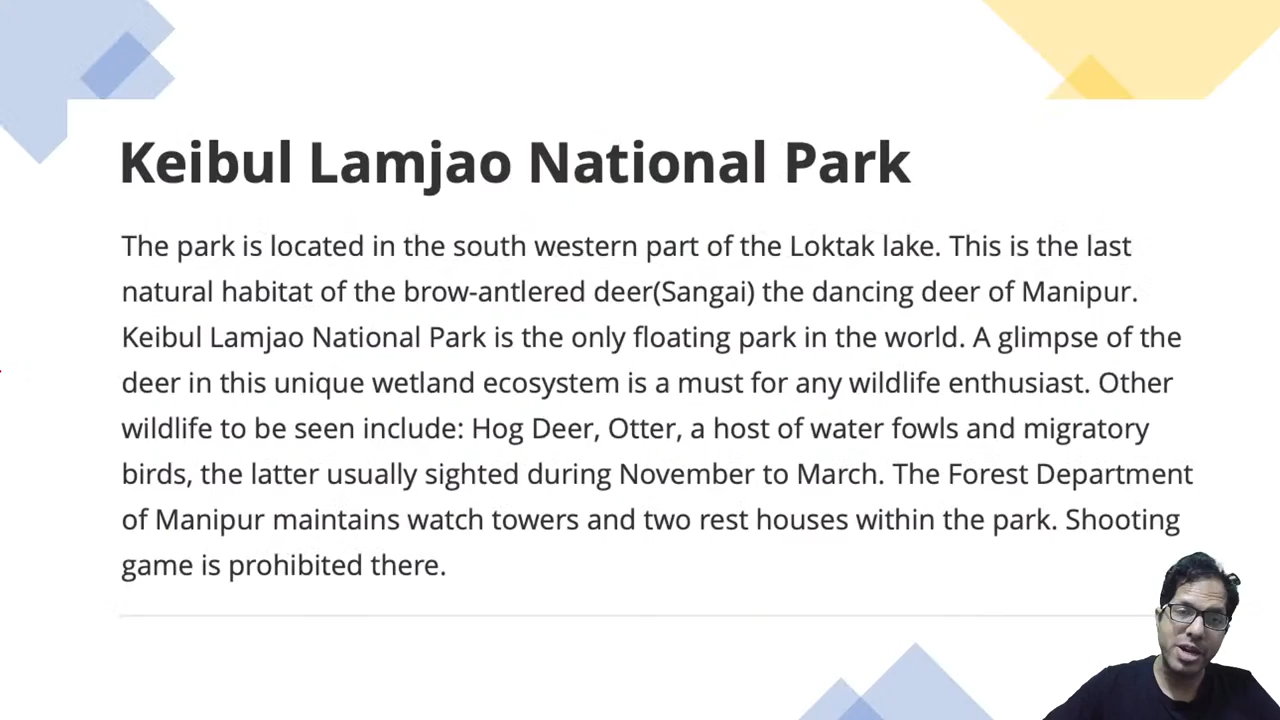 Keibul Lamjao National Park
The park is located in the south western part of the Loktak lake. This is the last
natural habitat of the brow-antlered deer(Sangai) the dancing deer of Manipur.
Keibul Lamjao National Park is the only floating park in the world. A glimpse of the
deer in this unique wetland ecosystem is a must for any wildlife enthusiast. Other
wildlife to be seen include: Hog Deer, Otter, a host of water fowls and migratory
birds, the latter usually sighted during November to March. The Forest Department
of Manipur maintains watch towers and two rest houses within the park. Shooting
game is prohibited there.